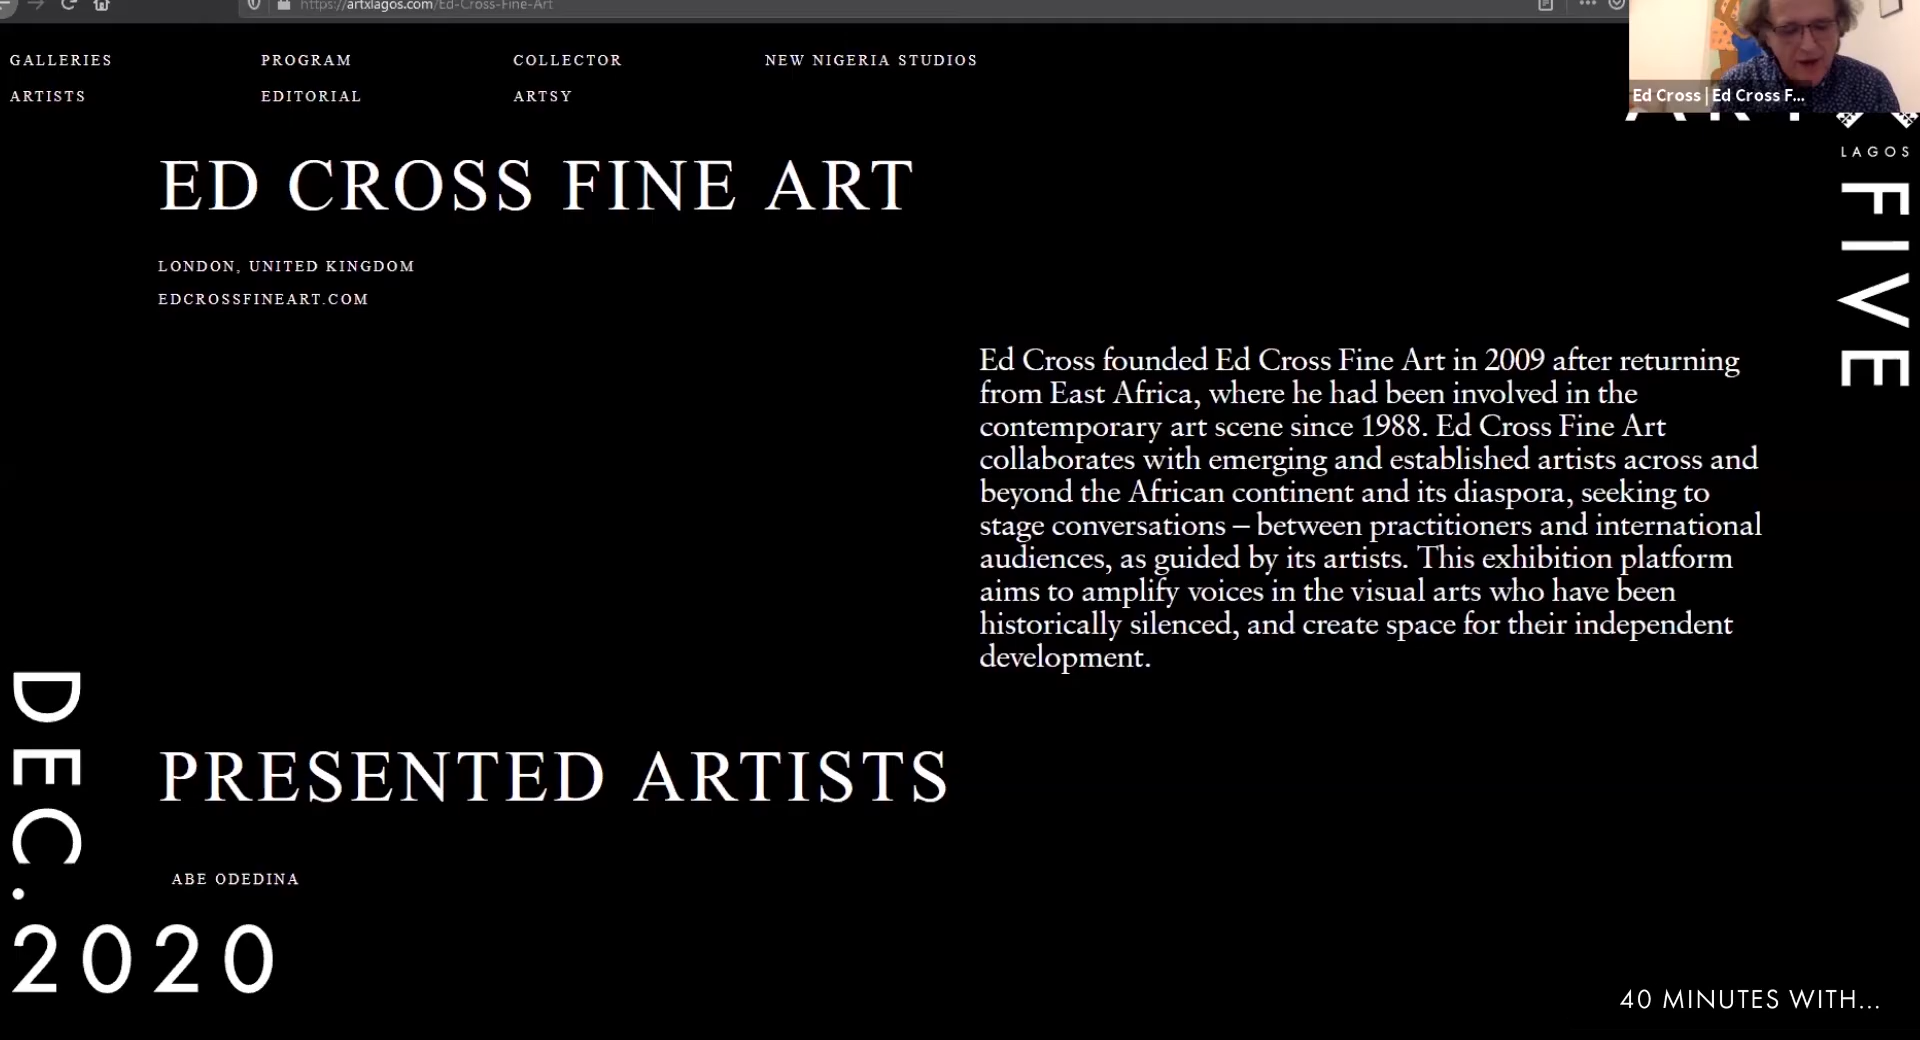 https://artxlagos.com/Ed-Cross-Fine-Art
GALLERIES
PROGRAM
COLLECTOR
NEW NIGERIA STUDIOS
ARTISTS
EDITORIAL
ARTSY
Ed Cross | Ed Cross F...
LAGOS
FIVE
ED CROSS FINE ART
LONDON, UNITED KINGDOM
EDCROSSFINEART.COM
Ed Cross founded Ed Cross Fine Art in 2009 after returning
from East Africa, where he had been involved in the
contemporary art scene since 1988. Ed Cross Fine Art
collaborates with emerging and established artists across and
beyond the African continent and its diaspora, seeking to
stage conversations – between practitioners and international
audiences, as guided by its artists. This exhibition platform
aims to amplify voices in the visual arts who have been
historically silenced, and create space for their independent
development.
PRESENTED ARTISTS
ABE ODEDINA
DEC.
2020
40 MINUTES WITH...